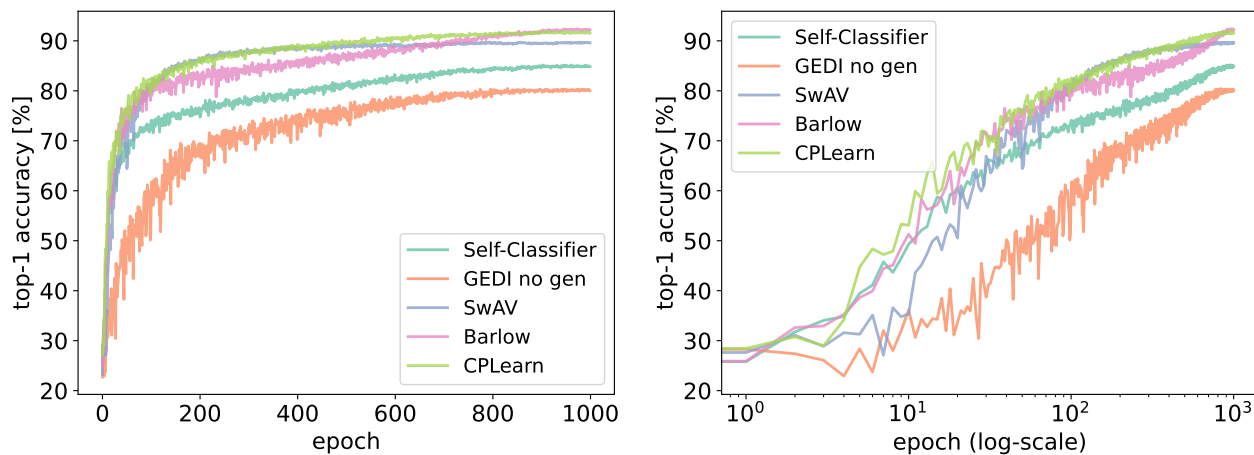 top-1 accuracy [%]
90
80
70
60
50
40
30
20
0
200
400
600
800
1000
epoch
Self-Classifier
GEDI no gen
SwAV
Barlow
CPLearn
top-1 accuracy [%]
90
80
70
60
50
40
30
20
10⁰
10¹
10²
10³
epoch (log-scale)
Self-Classifier
GEDI no gen
SwAV
Barlow
CPLearn